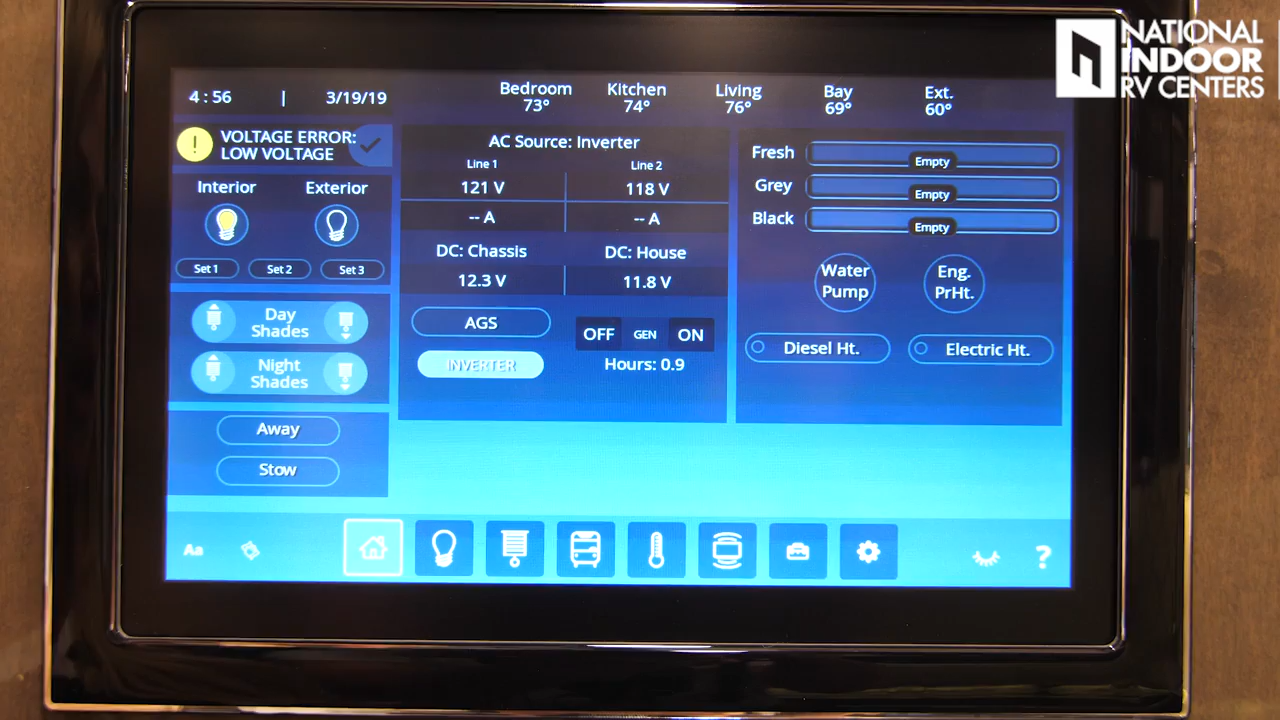 NATIONAL
INDOOR
RV CENTERS
4 : 56 | 3/19/19
Bedroom
73°
Kitchen
74°
Living
76°
Bay
69°
Ext.
60°
!
VOLTAGE ERROR:
LOW VOLTAGE
Interior
Exterior
Set 1
Set 2
Set 3
Day
Shades
Night
Shades
Away
Stow
AC Source: Inverter
Line 1
Line 2
121 V
118 V
-- A
-- A
DC: Chassis
DC: House
12.3 V
11.8 V
AGS
OFF GEN ON
INVERTER
Hours: 0.9
Fresh
Empty
Grey
Empty
Black
Empty
Water
Pump
Eng.
PrHt.
Diesel Ht.
Electric Ht.
Aa
?